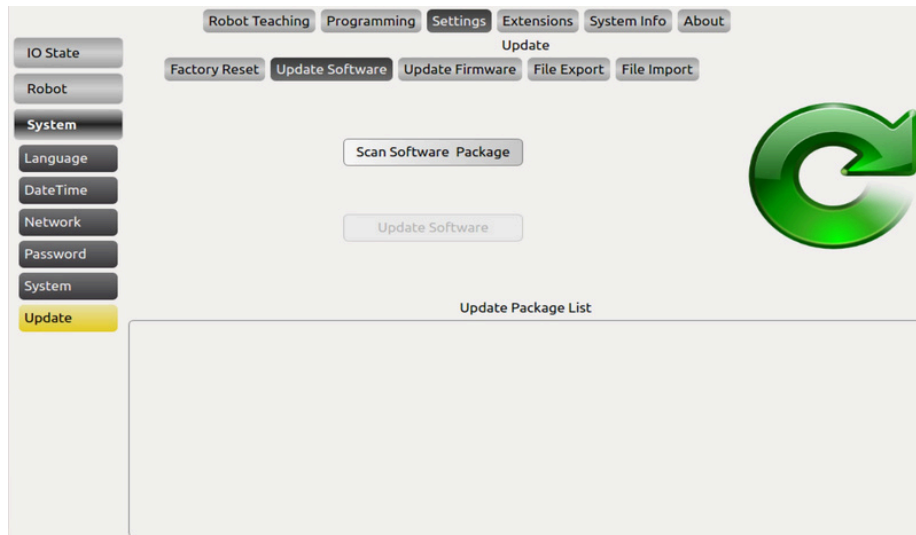 Robot Teaching Programming Settings Extensions System Info About
Update
Factory Reset Update Software Update Firmware File Export File Import
IO State
Robot
System
Language
DateTime
Network
Password
System
Update
Scan Software Package
Update Software
Update Package List